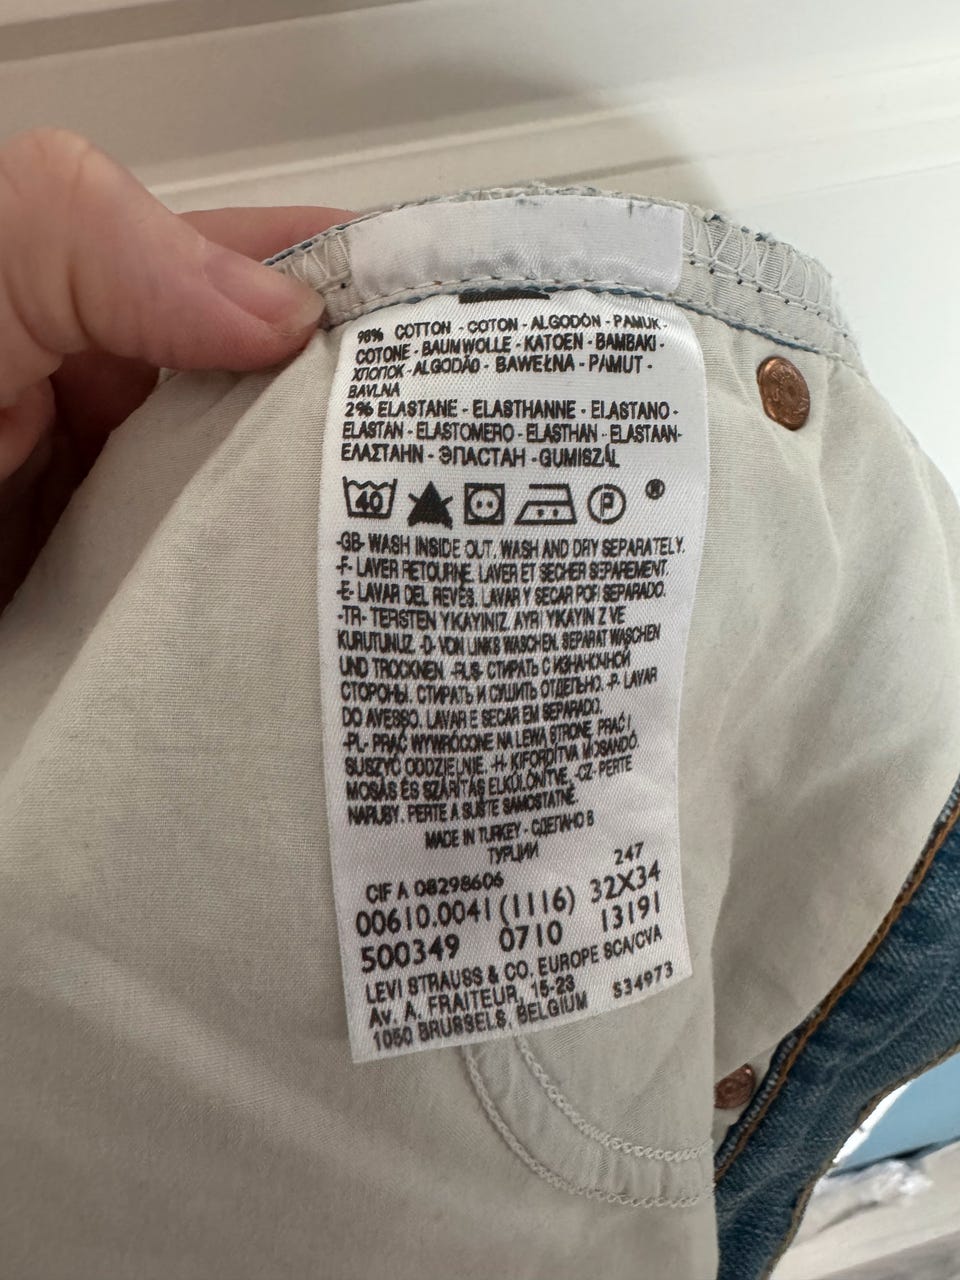 98% COTTON - COTON - ALGODÓN - PAMUK -
COTONE - BAUMWOLLE - KATOEN - BAMBAKI -
ХЛОПОК - ALGODÃO - BAWEŁNA - PAMUT -
BAVLNA
2% ELASTANE - ELASTHANNE - ELASTANO -
ELASTAN - ELASTOMERO - ELASTHAN - ELASTAAN-
ΕΛΑΣΤΑΗ - ЭЛАСТАН - GUMISZÁL
40 P ®
-GB- WASH INSIDE OUT. WASH AND DRY SEPARATELY.
-F- LAVER RETOURNE. LAVER ET SECHER SEPAREMENT.
-E- LAVAR DEL REVÉS. LAVAR Y SECAR POR SEPARADO.
-TR- TERSTEN YIKAYINIZ. AYRI YIKAYIN Z VE
KURUTUNUZ. -D- VON LINKS WASCHEN. SEPARAT WASCHEN
UND TROCKNEN -RUS- СТИРАТЬ С ИЗНАНОЧНОЙ
СТОРОНЫ. СТИРАТЬ И СУШИТЬ ОТДЕЛЬНО. -P- LAVAR
DO AVESSO. LAVAR E SECAR EM SEPARADO.
-PL- PRAĆ WYWRÓCONE NA LEWĄ STRONĘ. PRAĆ I
SUSZYĆ ODDZIELNIE. -H- KIFORDÍTVA MOSANDÓ.
MOSÁS ÉS SZÁRÍTÁS ELKÜLÖNÍTVE. -CZ- PERTE
NARUBY. PERTE A SUŠTE SAMOSTATNĚ.
MADE IN TURKEY - СДЕЛАНО В
ТУРЦИИ
247
CIF A 08298606
00610.0041 (1116) 32X34
500349 0710 13191
LEVI STRAUSS & CO. EUROPE SCA/CVA
Av. A. FRAITEUR, 15-23
1050 BRUSSELS, BELGIUM S34973